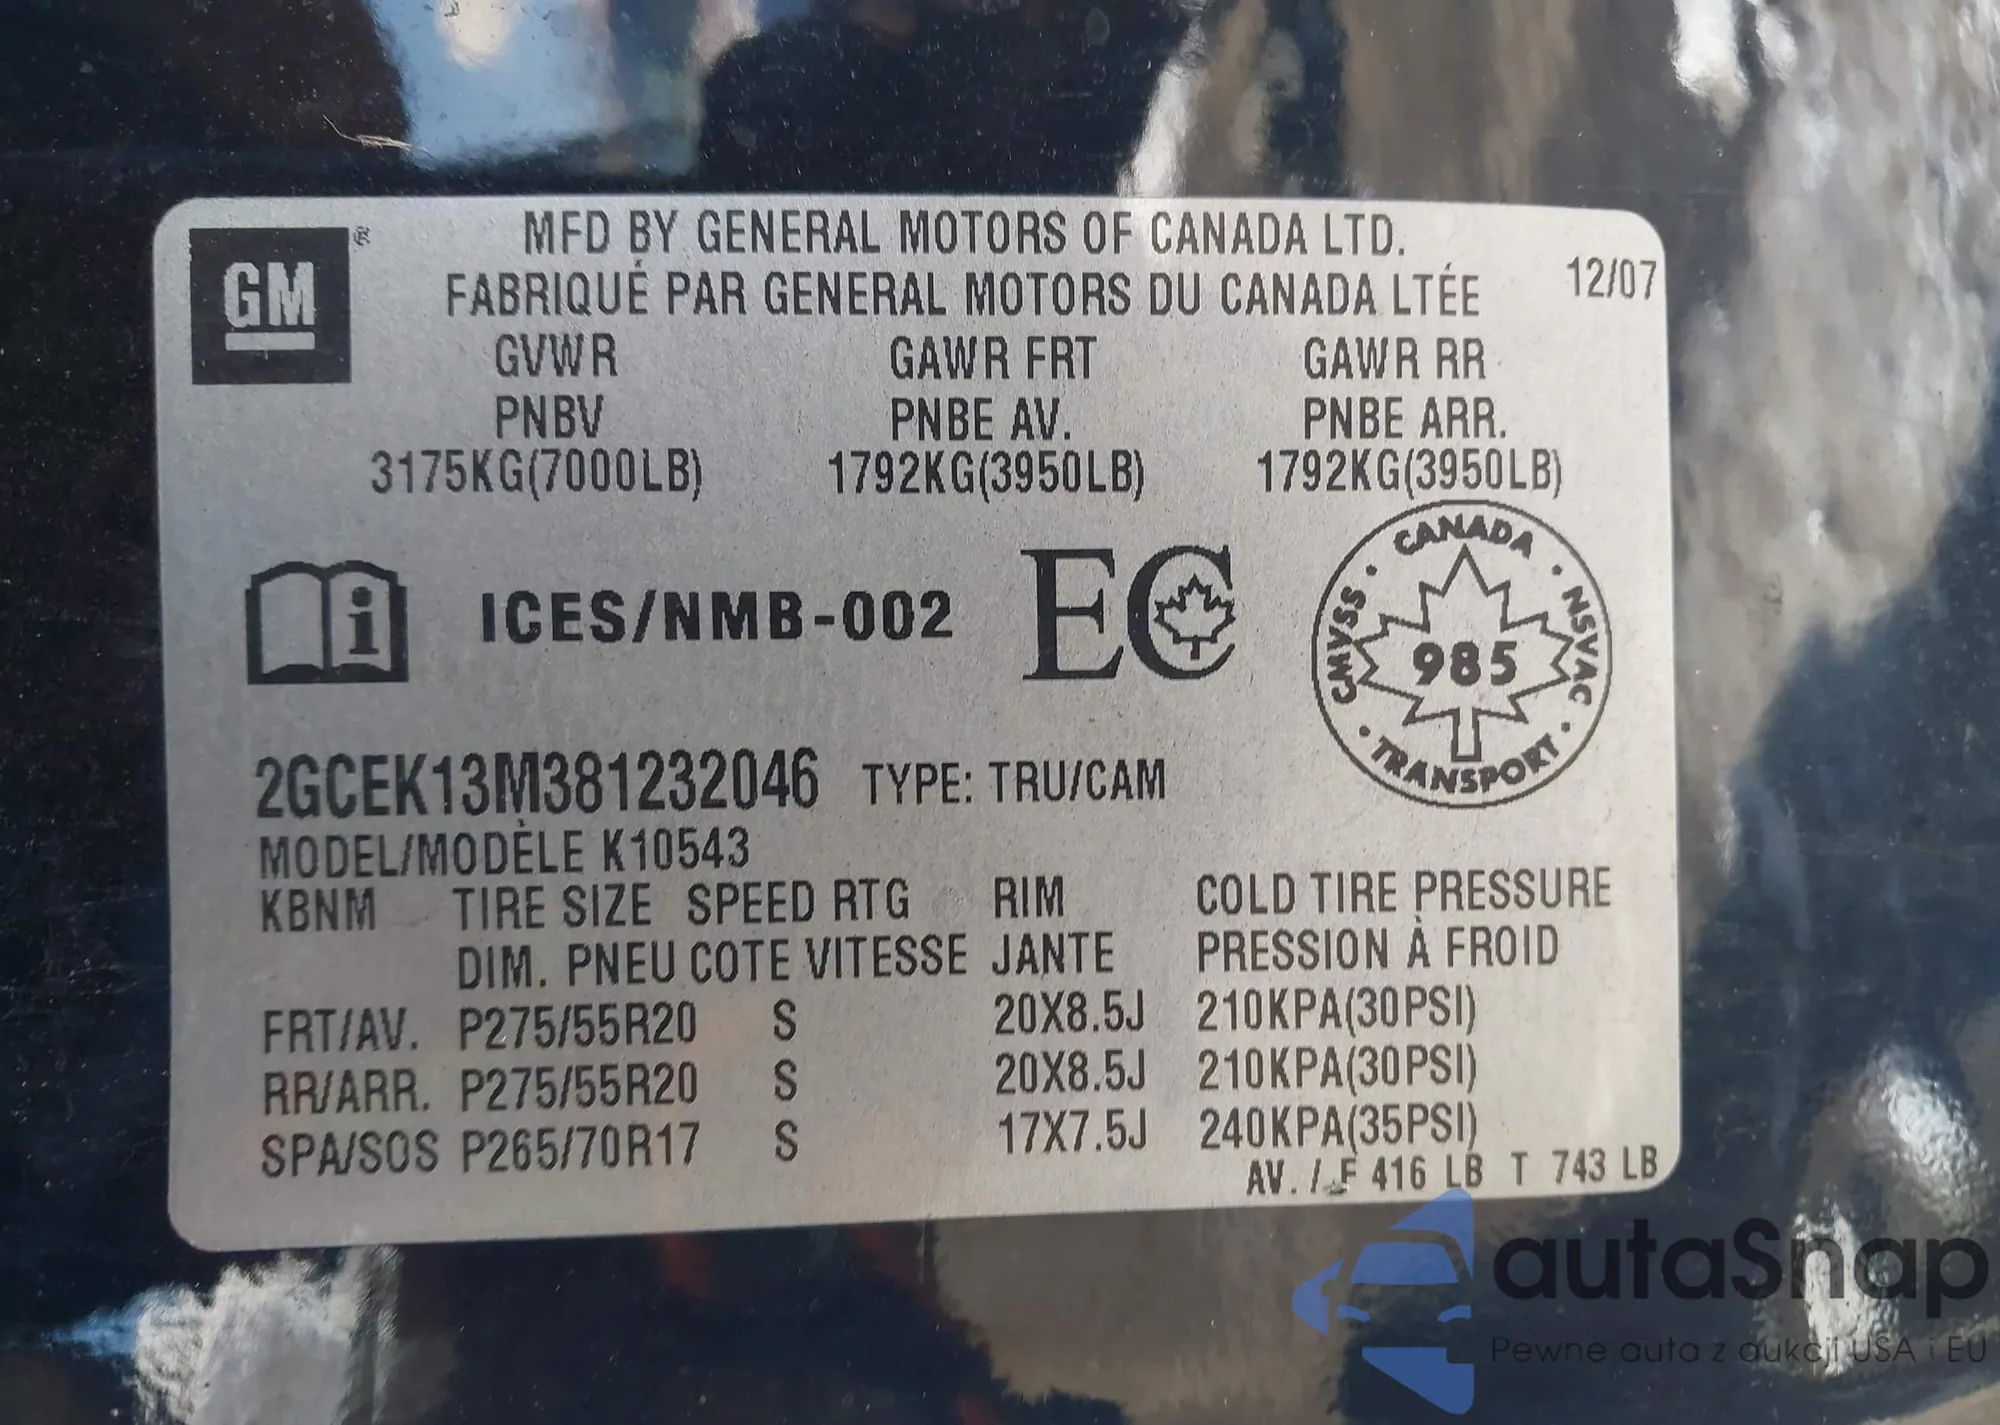 GM ®
MFD BY GENERAL MOTORS OF CANADA LTD.
FABRIQUÉ PAR GENERAL MOTORS DU CANADA LTÉE 12/07
GVWR GAWR FRT GAWR RR
PNBV PNBE AV. PNBE ARR.
3175KG(7000LB) 1792KG(3950LB) 1792KG(3950LB)
i ICES/NMB-002 EC
CANADA
CMVSS · 985 · NSVAC
· TRANSPORT ·
2GCEK13M381232046 TYPE: TRU/CAM
MODEL/MODÈLE K10543
KBNM TIRE SIZE SPEED RTG RIM COLD TIRE PRESSURE
DIM. PNEU COTE VITESSE JANTE PRESSION À FROID
FRT/AV. P275/55R20 S 20X8.5J 210KPA(30PSI)
RR/ARR. P275/55R20 S 20X8.5J 210KPA(30PSI)
SPA/SOS P265/70R17 S 17X7.5J 240KPA(35PSI)
AV. / F 416 LB T 743 LB
autaSnap
Pewne auta z aukcji USA i EU